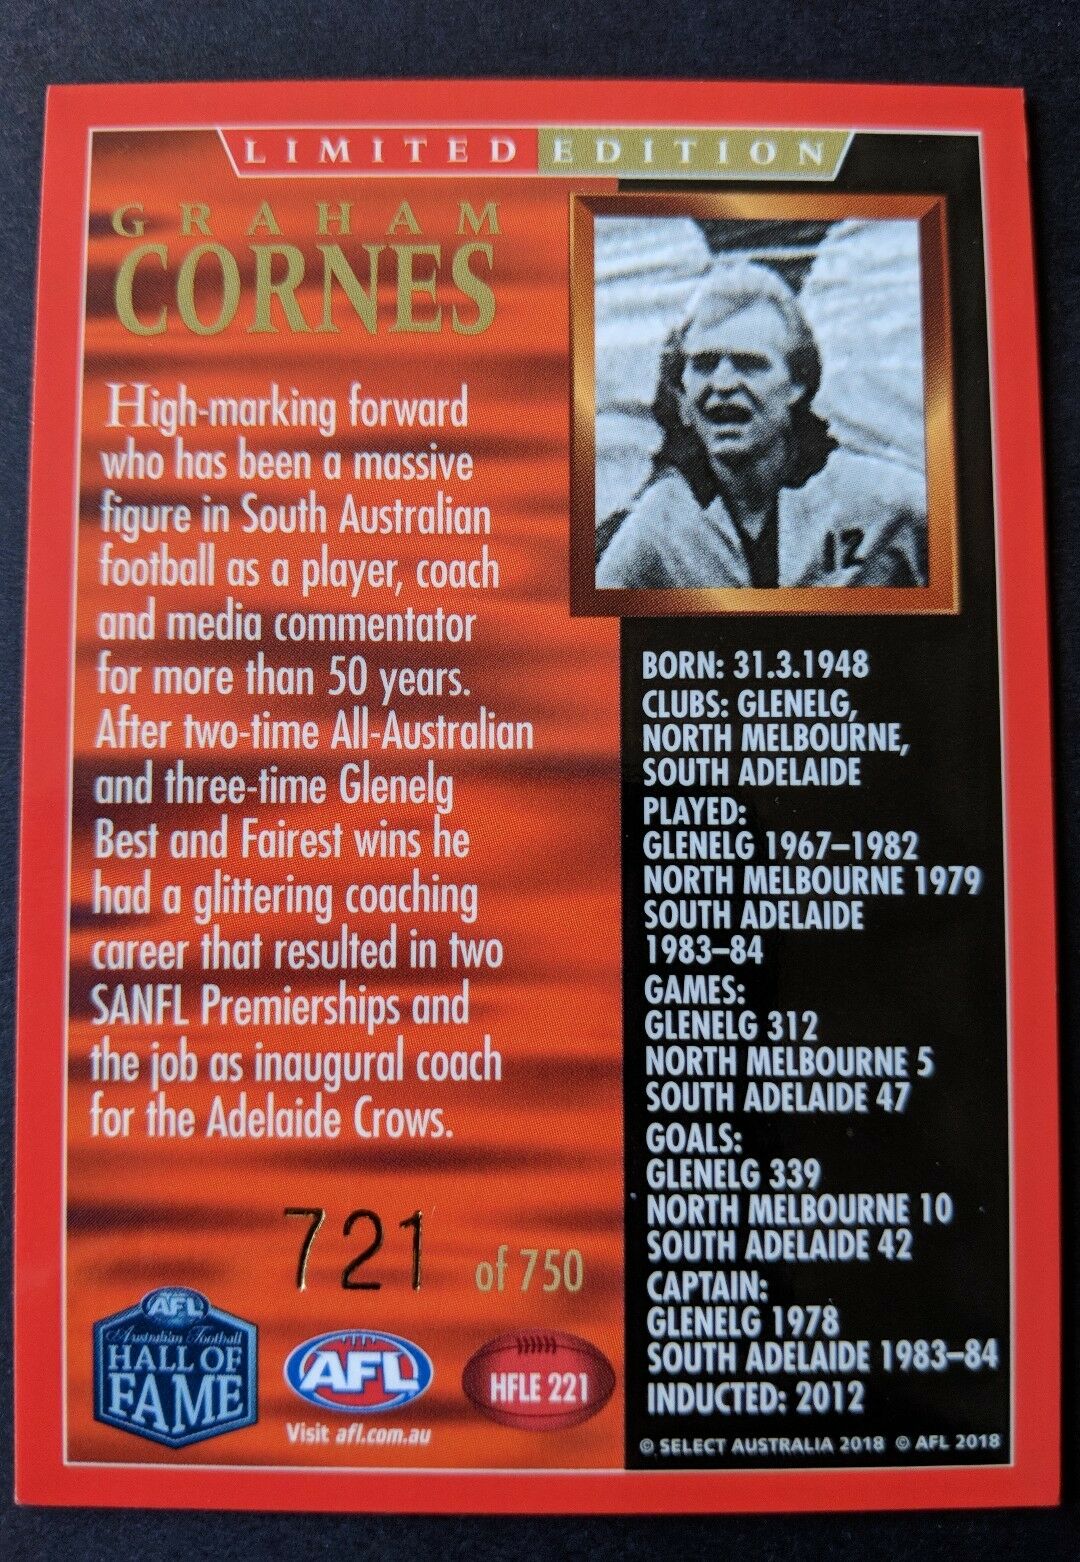 LIMITED EDITION
GRAHAM
CORNES
High-marking forward
who has been a massive
figure in South Australian
football as a player, coach
and media commentator
for more than 50 years.
After two-time All-Australian
and three-time Glenelg
Best and Fairest wins he
had a glittering coaching
career that resulted in two
SANFL Premierships and
the job as inaugural coach
for the Adelaide Crows.
721 of 750
AFL
Australian Football
HALL OF
FAME
AFL
Visit afl.com.au
HFLE 221
12
BORN: 31.3.1948
CLUBS: GLENELG,
NORTH MELBOURNE,
SOUTH ADELAIDE
PLAYED:
GLENELG 1967–1982
NORTH MELBOURNE 1979
SOUTH ADELAIDE
1983–84
GAMES:
GLENELG 312
NORTH MELBOURNE 5
SOUTH ADELAIDE 47
GOALS:
GLENELG 339
NORTH MELBOURNE 10
SOUTH ADELAIDE 42
CAPTAIN:
GLENELG 1978
SOUTH ADELAIDE 1983–84
INDUCTED: 2012
© SELECT AUSTRALIA 2018 © AFL 2018